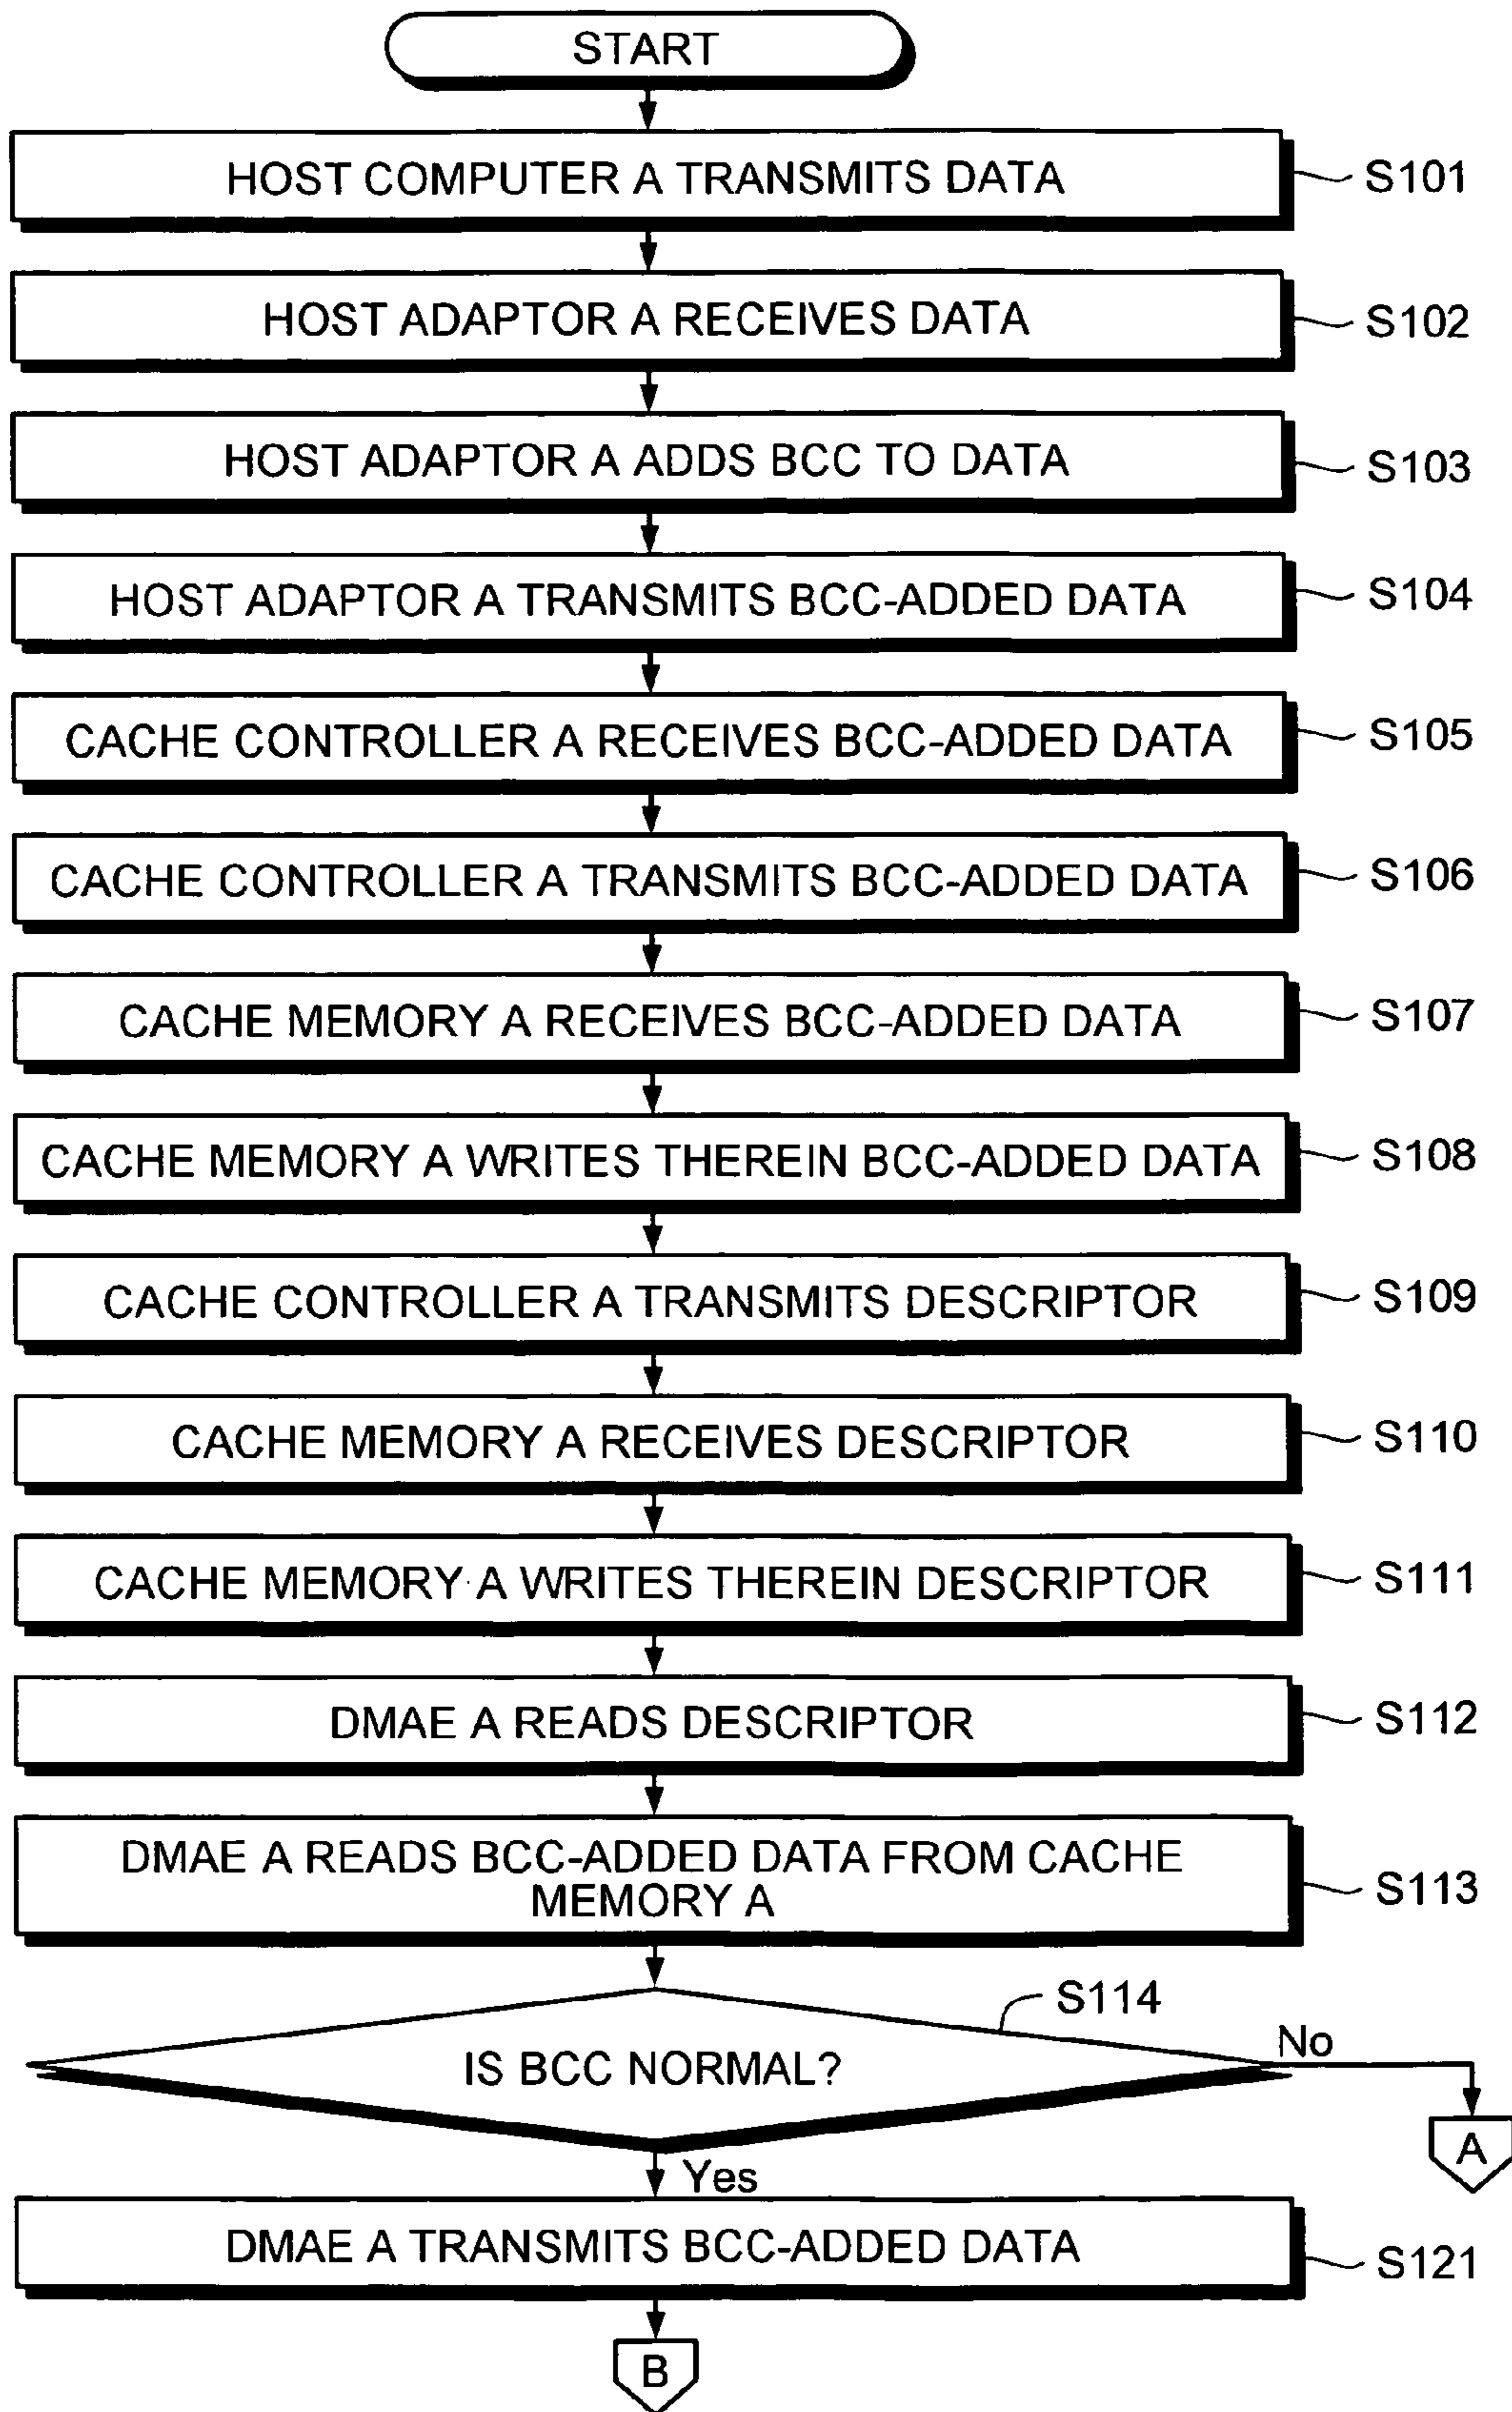 START
HOST COMPUTER A TRANSMITS DATA
S101
HOST ADAPTOR A RECEIVES DATA
S102
HOST ADAPTOR A ADDS BCC TO DATA
S103
HOST ADAPTOR A TRANSMITS BCC-ADDED DATA
S104
CACHE CONTROLLER A RECEIVES BCC-ADDED DATA
S105
CACHE CONTROLLER A TRANSMITS BCC-ADDED DATA
S106
CACHE MEMORY A RECEIVES BCC-ADDED DATA
S107
CACHE MEMORY A WRITES THEREIN BCC-ADDED DATA
S108
CACHE CONTROLLER A TRANSMITS DESCRIPTOR
S109
CACHE MEMORY A RECEIVES DESCRIPTOR
S110
CACHE MEMORY A WRITES THEREIN DESCRIPTOR
S111
DMAE A READS DESCRIPTOR
S112
DMAE A READS BCC-ADDED DATA FROM CACHE
MEMORY A
S113
S114
IS BCC NORMAL?
No
A
Yes
DMAE A TRANSMITS BCC-ADDED DATA
S121
B